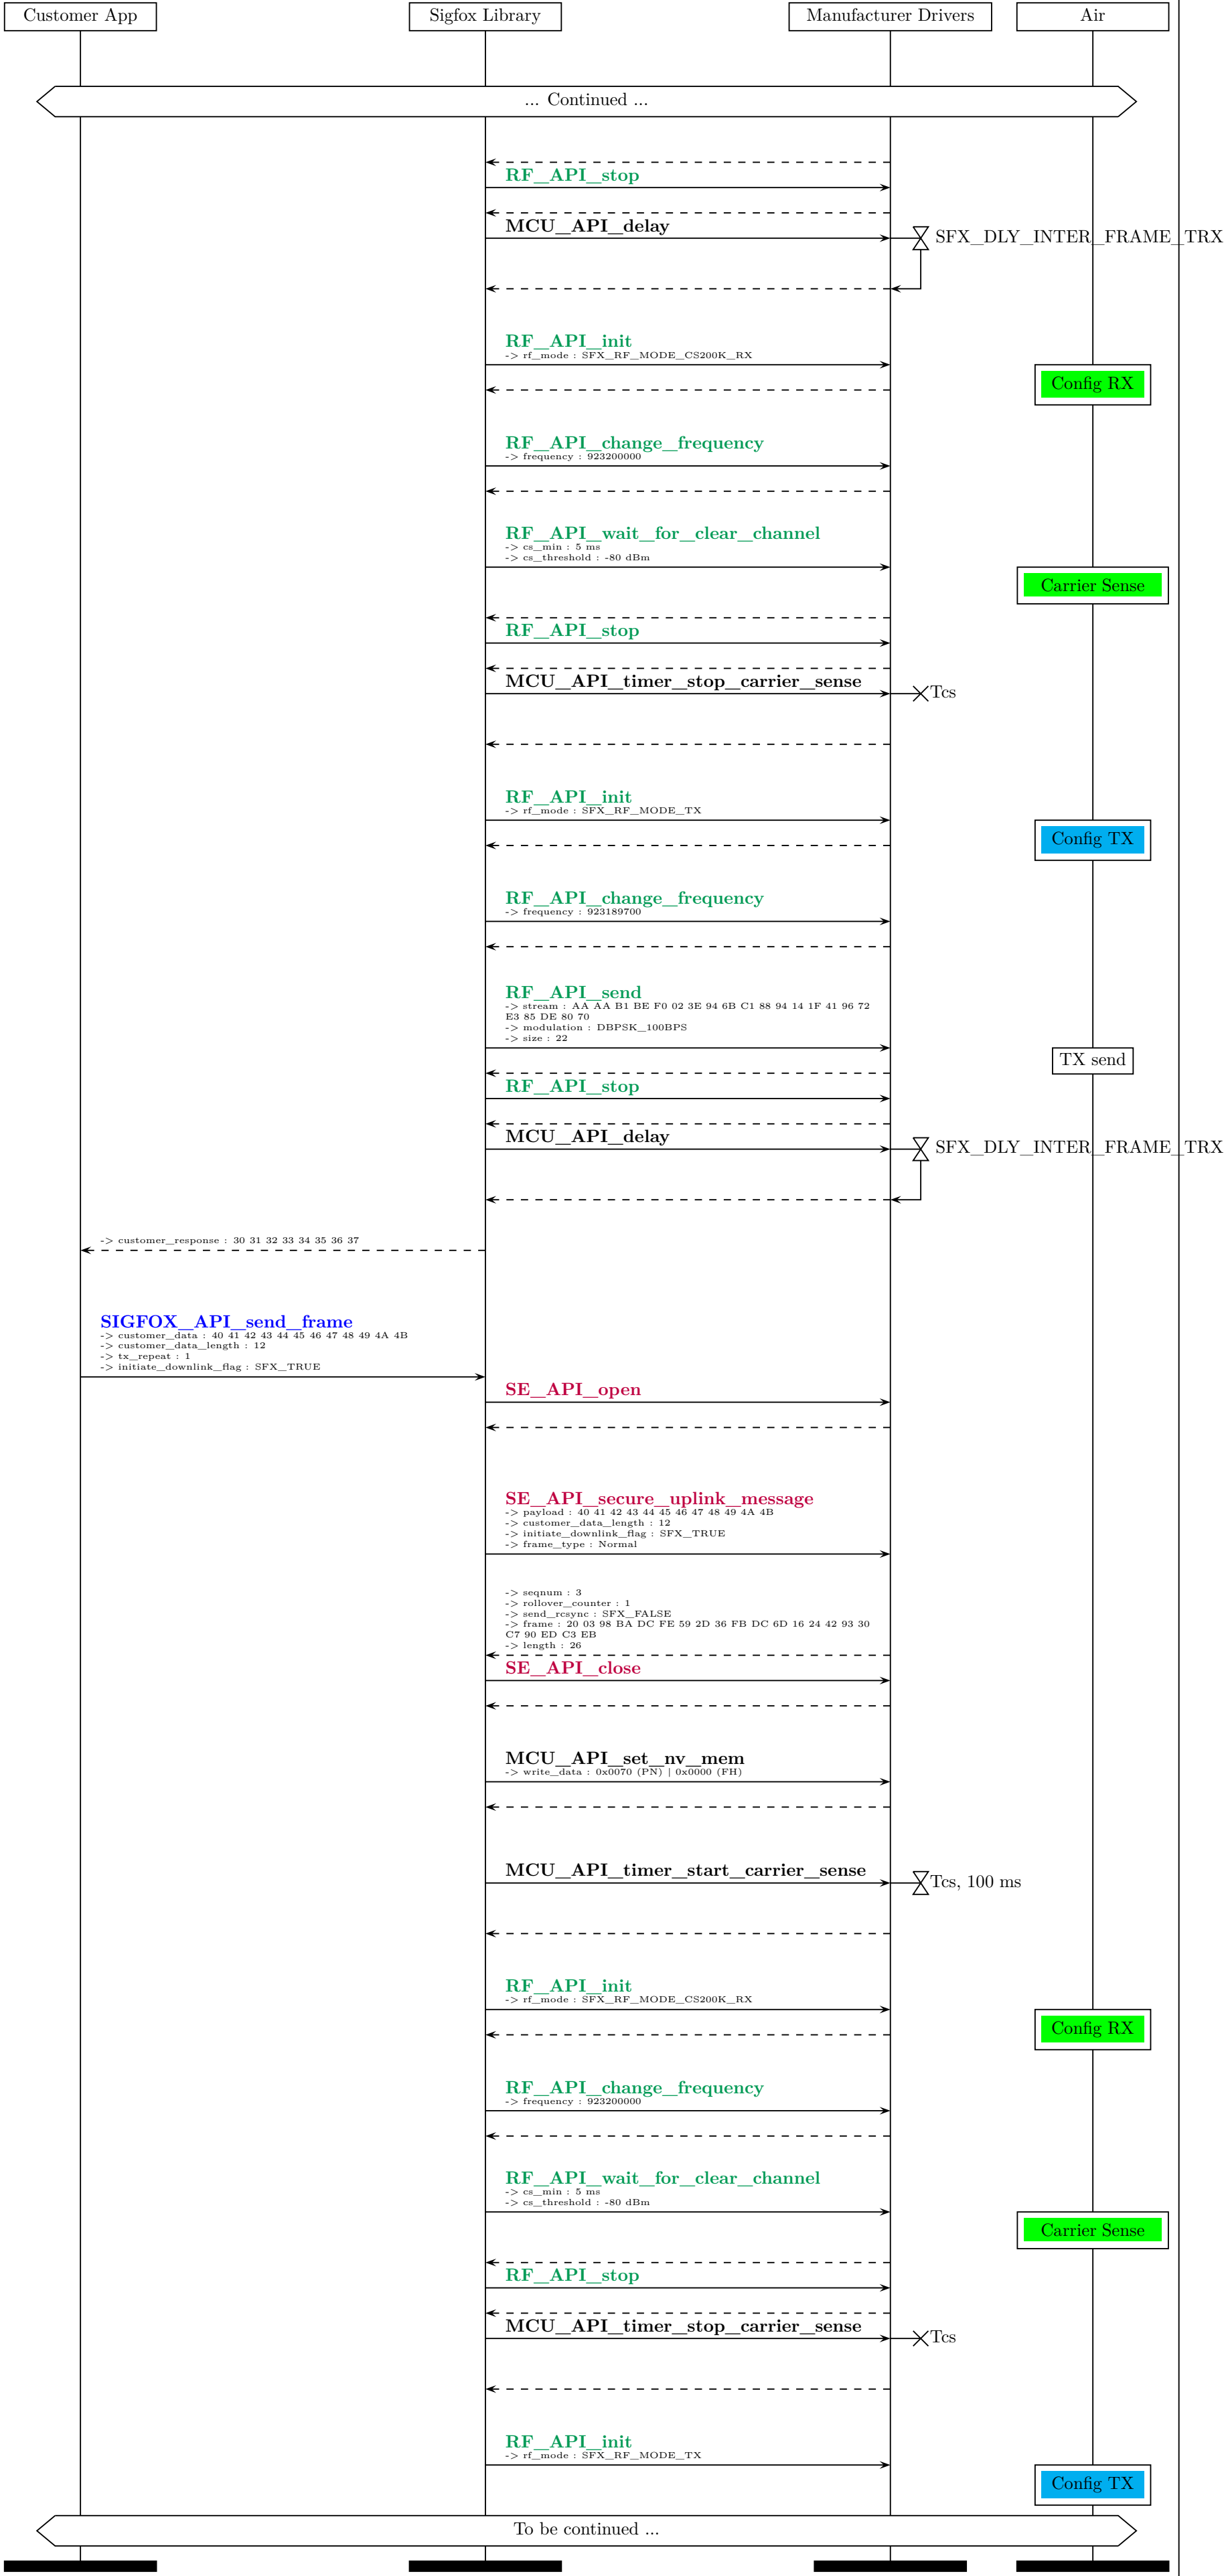 Customer App
Sigfox Library
Manufacturer Drivers
Air
... Continued ...
RF_API_stop
MCU_API_delay
SFX_DLY_INTER_FRAME_TRX
RF_API_init
-> rf_mode : SFX_RF_MODE_CS200K_RX
Config RX
RF_API_change_frequency
-> frequency : 923200000
RF_API_wait_for_clear_channel
-> cs_min : 5 ms
-> cs_threshold : -80 dBm
Carrier Sense
RF_API_stop
MCU_API_timer_stop_carrier_sense
Tcs
RF_API_init
-> rf_mode : SFX_RF_MODE_TX
Config TX
RF_API_change_frequency
-> frequency : 923189700
RF_API_send
-> stream : AA AA B1 BE F0 02 3E 94 6B C1 88 94 14 1F 41 96 72
E3 85 DE 80 70
-> modulation : DBPSK_100BPS
-> size : 22
TX send
RF_API_stop
MCU_API_delay
SFX_DLY_INTER_FRAME_TRX
-> customer_response : 30 31 32 33 34 35 36 37
SIGFOX_API_send_frame
-> customer_data : 40 41 42 43 44 45 46 47 48 49 4A 4B
-> customer_data_length : 12
-> tx_repeat : 1
-> initiate_downlink_flag : SFX_TRUE
SE_API_open
SE_API_secure_uplink_message
-> payload : 40 41 42 43 44 45 46 47 48 49 4A 4B
-> customer_data_length : 12
-> initiate_downlink_flag : SFX_TRUE
-> frame_type : Normal
-> seqnum : 3
-> rollover_counter : 1
-> send_rcsync : SFX_FALSE
-> frame : 20 03 98 BA DC FE 59 2D 36 FB DC 6D 16 24 42 93 30
C7 90 ED C3 EB
-> length : 26
SE_API_close
MCU_API_set_nv_mem
-> write_data : 0x0070 (PN) | 0x0000 (FH)
MCU_API_timer_start_carrier_sense
Tcs, 100 ms
RF_API_init
-> rf_mode : SFX_RF_MODE_CS200K_RX
Config RX
RF_API_change_frequency
-> frequency : 923200000
RF_API_wait_for_clear_channel
-> cs_min : 5 ms
-> cs_threshold : -80 dBm
Carrier Sense
RF_API_stop
MCU_API_timer_stop_carrier_sense
Tcs
RF_API_init
-> rf_mode : SFX_RF_MODE_TX
Config TX
To be continued ...